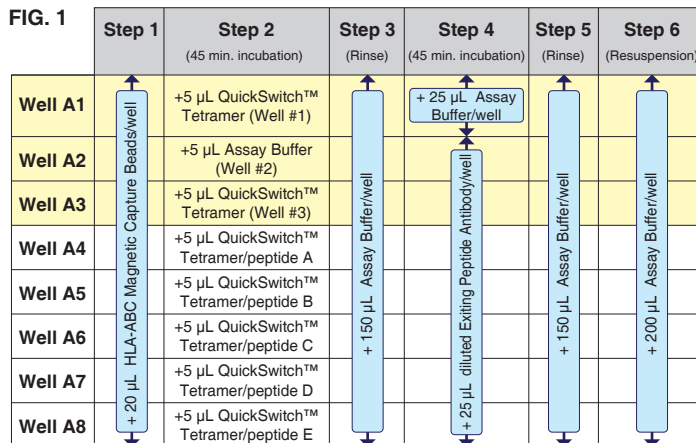 FIG. 1
Step 1
Step 2
(45 min. incubation)
Step 3
(Rinse)
Step 4
(45 min. incubation)
Step 5
(Rinse)
Step 6
(Resuspension)
Well A1
+5 µL QuickSwitch™
Tetramer (Well #1)
+ 25 µL Assay
Buffer/well
Well A2
+5 µL Assay Buffer
(Well #2)
Well A3
+5 µL QuickSwitch™
Tetramer (Well #3)
Well A4
+5 µL QuickSwitch™
Tetramer/peptide A
Well A5
+5 µL QuickSwitch™
Tetramer/peptide B
Well A6
+5 µL QuickSwitch™
Tetramer/peptide C
Well A7
+5 µL QuickSwitch™
Tetramer/peptide D
Well A8
+5 µL QuickSwitch™
Tetramer/peptide E
+ 20 µL HLA-ABC Magnetic Capture Beads/well
+ 150 µL Assay Buffer/well
+ 25 µL diluted Exiting Peptide Antibody/well
+ 150 µL Assay Buffer/well
+ 200 µL Assay Buffer/well